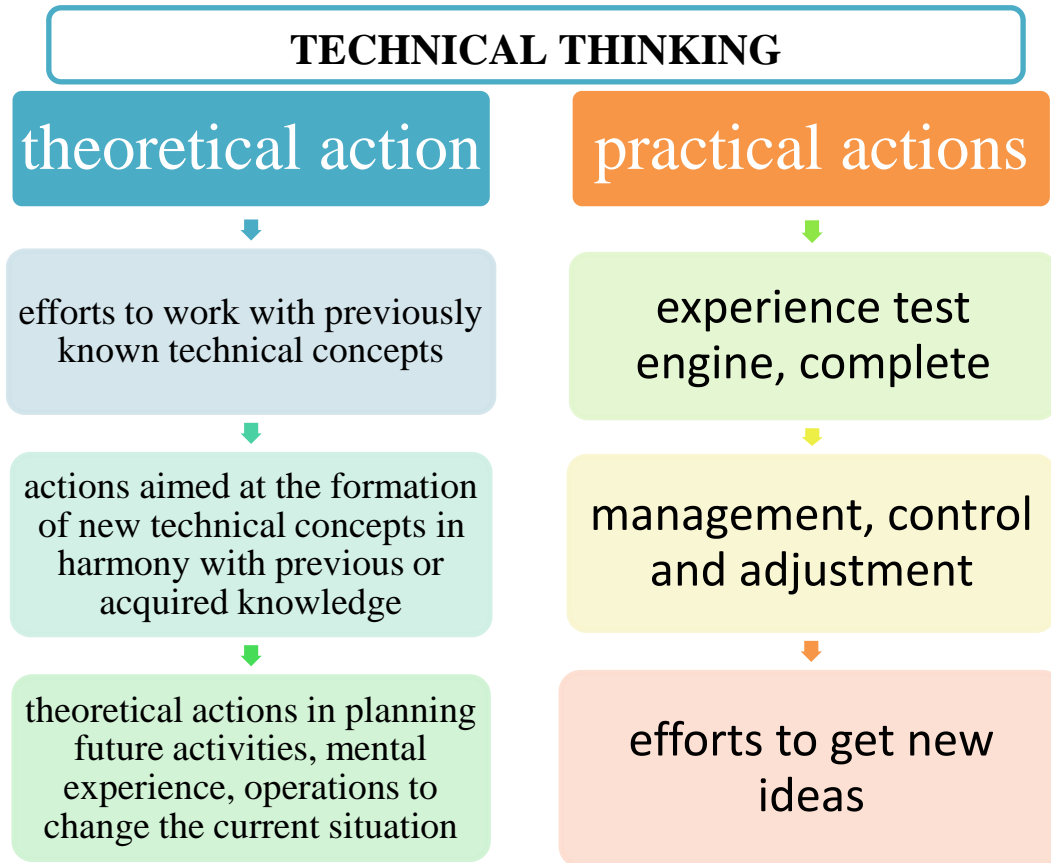 TECHNICAL THINKING
theoretical action
efforts to work with previously
known technical concepts
actions aimed at the formation
of new technical concepts in
harmony with previous or
acquired knowledge
theoretical actions in planning
future activities, mental
experience, operations to
change the current situation
practical actions
experience test
engine, complete
management, control
and adjustment
efforts to get new
ideas